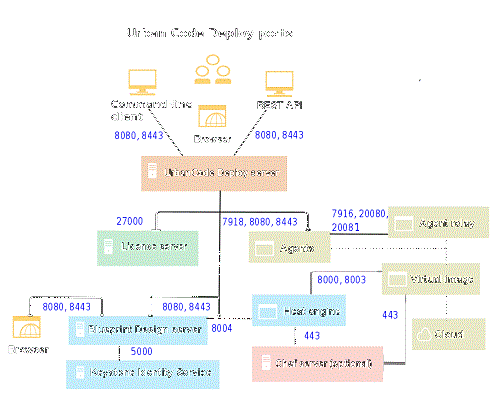 Urban Code Deploy ports
Command line
client
REST API
Browser
8080, 8443
8080, 8443
Urban Code Deploy server
27000
7918, 8080, 8443
7916, 20080,
20081
Agent relay
License server
Agents
8000, 8003
Virtual Image
8080, 8443
8080, 8443
Heat engine
443
Browser
Blueprint Design server
8004
443
Cloud
5000
Keystone Identity Service
Chef server (optional)